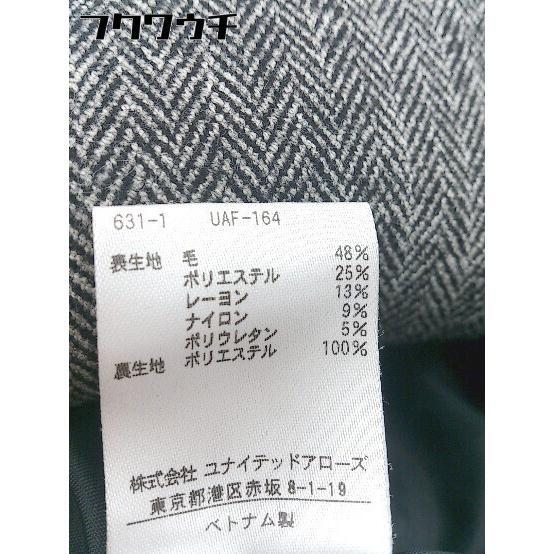 フクワウチ
631-1 UAF-164
表生地 毛 48%
ポリエステル 25%
レーヨン 13%
ナイロン 9%
ポリウレタン 5%
裏生地 ポリエステル 100%
株式会社 ユナイテッドアローズ
東京都港区赤坂 8-1-19
ベトナム製